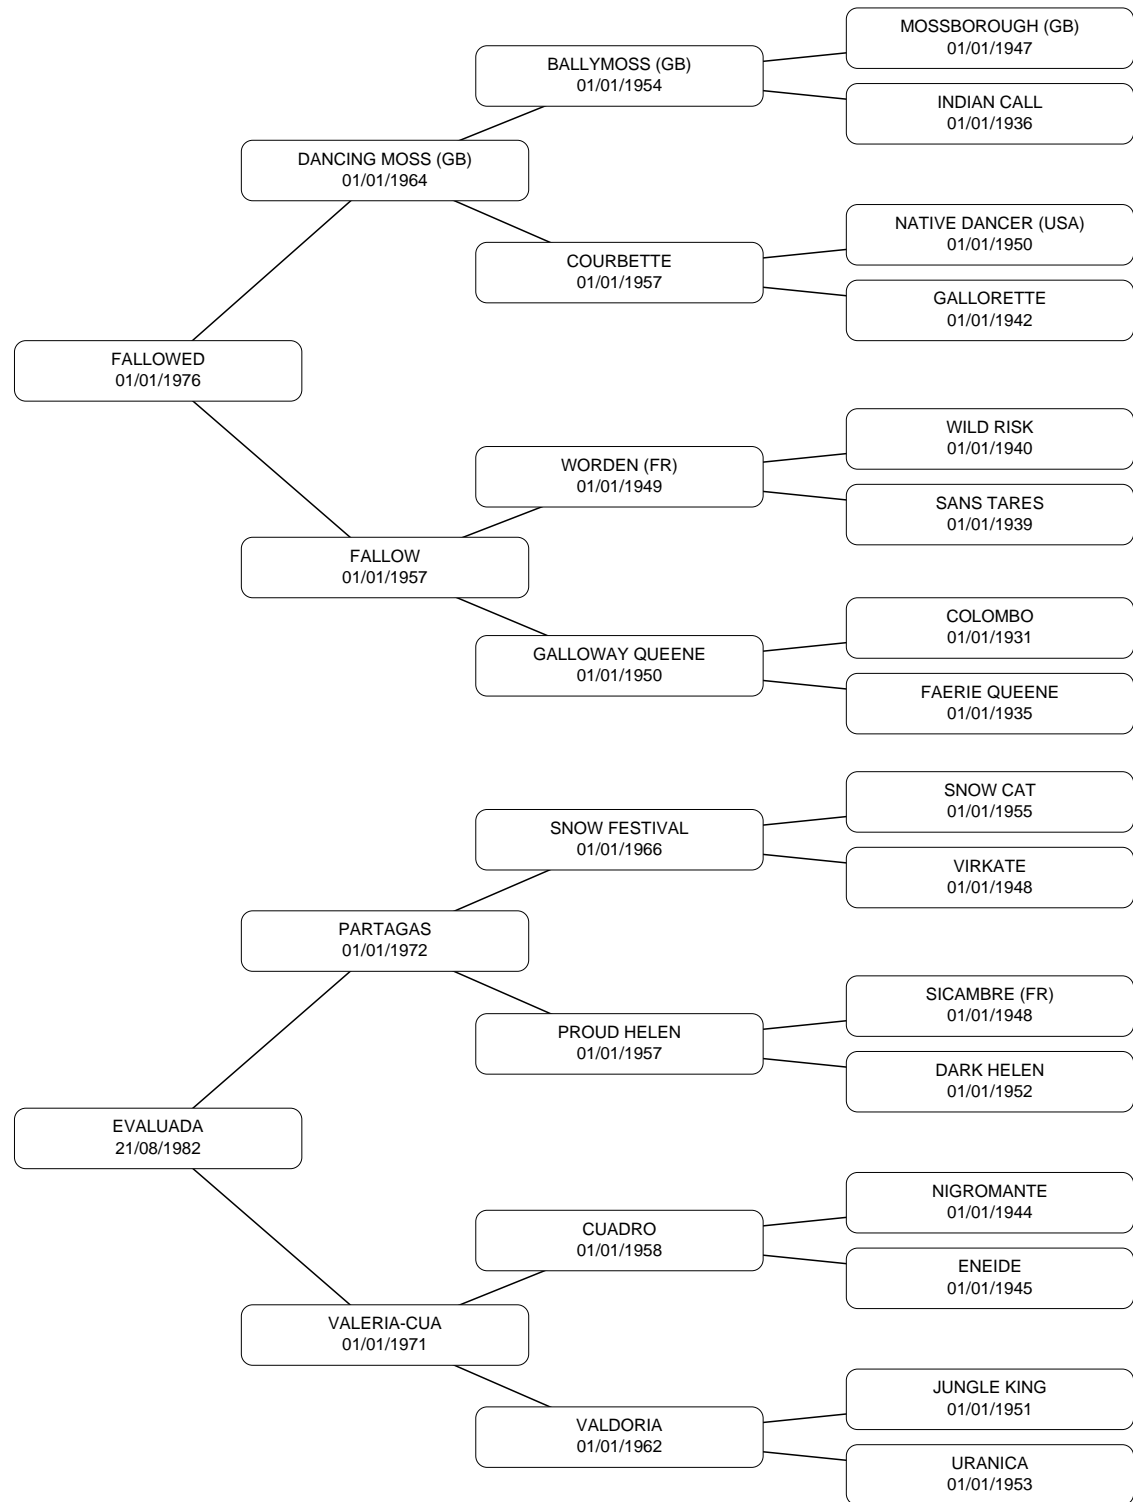 MOSSBOROUGH (GB)
01/01/1947
BALLYMOSS (GB)
01/01/1954
INDIAN CALL
01/01/1936
DANCING MOSS (GB)
01/01/1964
NATIVE DANCER (USA)
01/01/1950
COURBETTE
01/01/1957
GALLORETTE
01/01/1942
FALLOWED
01/01/1976
WILD RISK
01/01/1940
WORDEN (FR)
01/01/1949
SANS TARES
01/01/1939
FALLOW
01/01/1957
COLOMBO
01/01/1931
GALLOWAY QUEENE
01/01/1950
FAERIE QUEENE
01/01/1935
SNOW CAT
01/01/1955
SNOW FESTIVAL
01/01/1966
VIRKATE
01/01/1948
PARTAGAS
01/01/1972
SICAMBRE (FR)
01/01/1948
PROUD HELEN
01/01/1957
DARK HELEN
01/01/1952
EVALUADA
21/08/1982
NIGROMANTE
01/01/1944
CUADRO
01/01/1958
ENEIDE
01/01/1945
VALERIA-CUA
01/01/1971
JUNGLE KING
01/01/1951
VALDORIA
01/01/1962
URANICA
01/01/1953